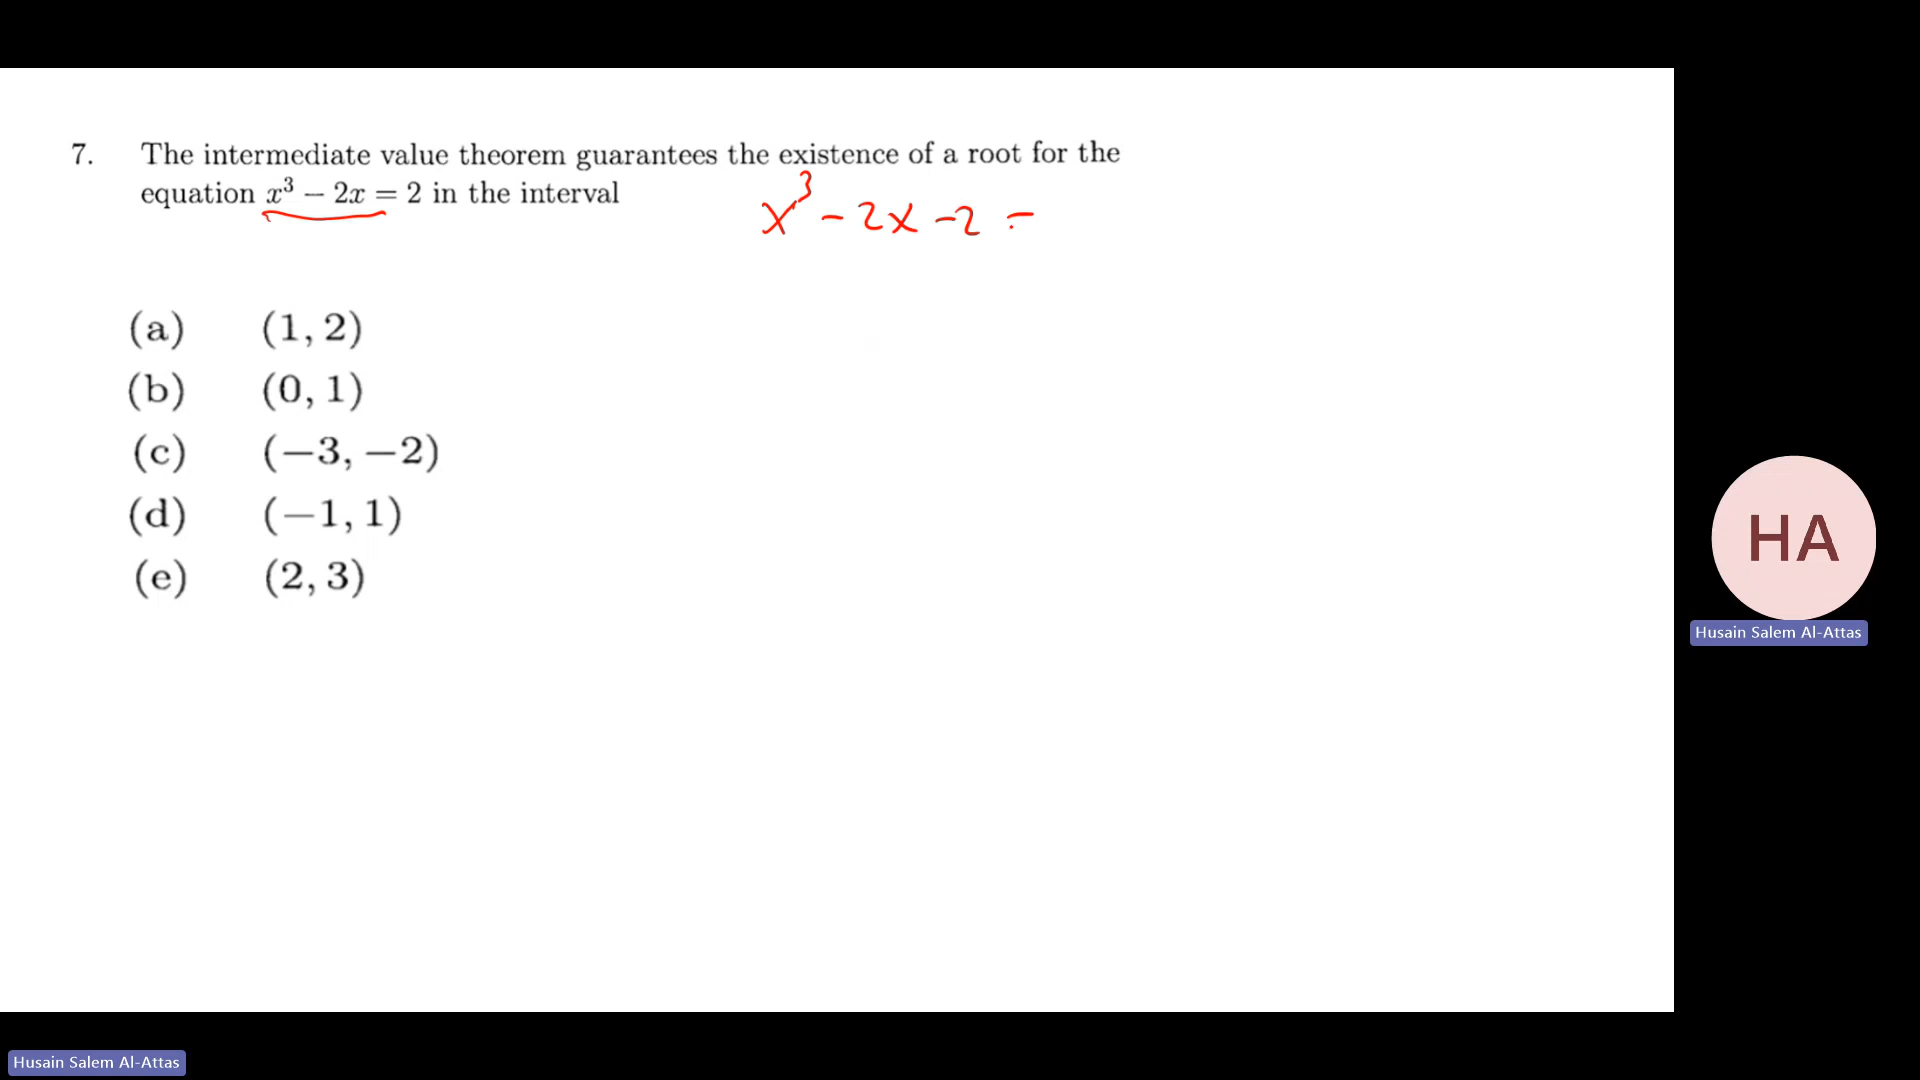 7. The intermediate value theorem guarantees the existence of a root for the
equation x³ − 2x = 2 in the interval
x³ - 2x - 2 =
(a) (1, 2)
(b) (0, 1)
(c) (−3, −2)
(d) (−1, 1)
(e) (2, 3)
HA
Husain Salem Al-Attas
Husain Salem Al-Attas